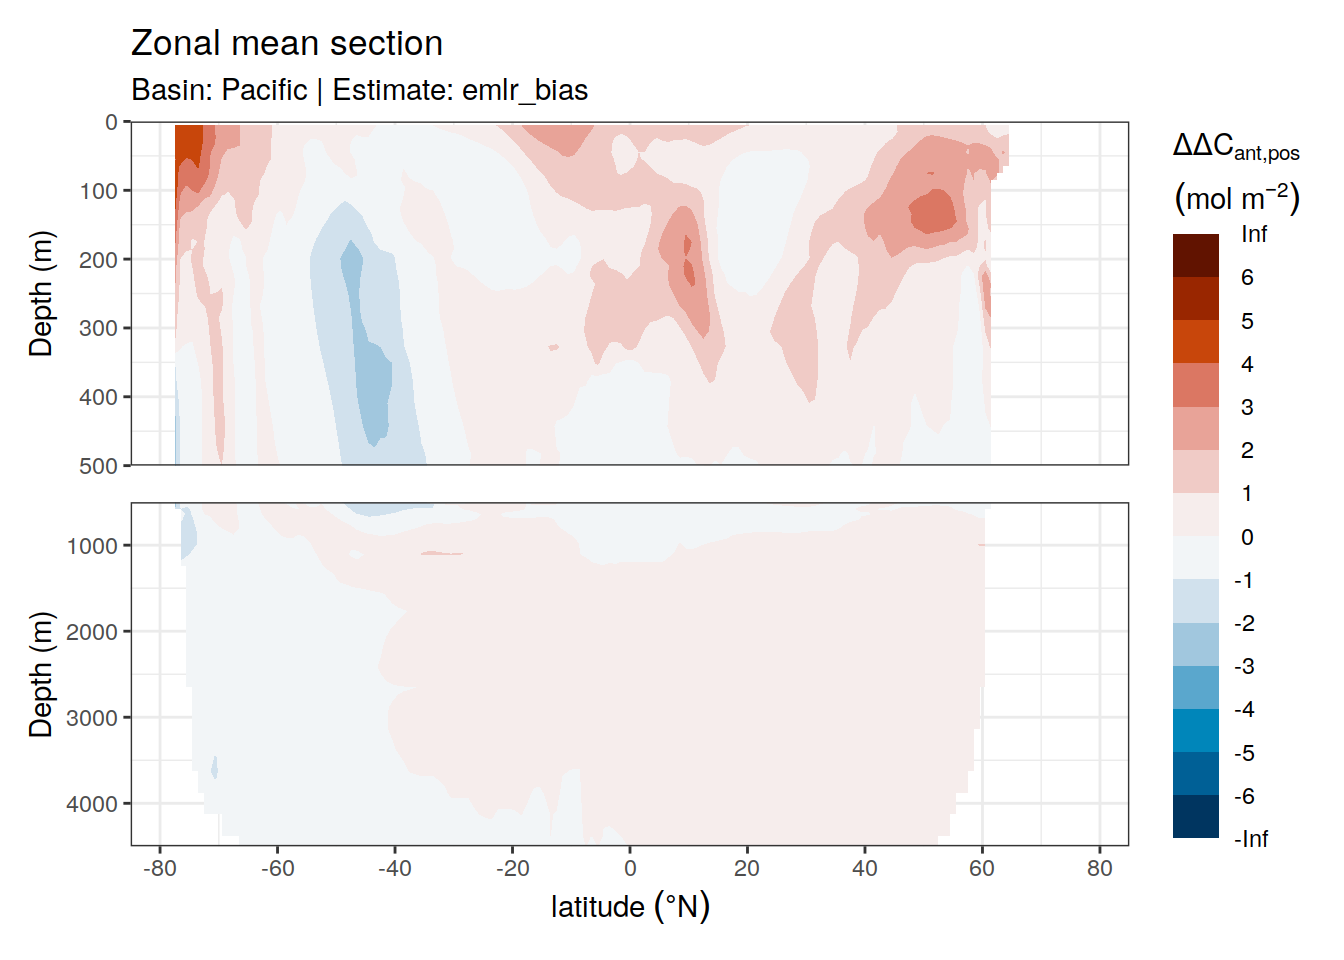 Zonal mean section
Basin: Pacific | Estimate: emlr_bias
0
100
200
300
400
500
Depth (m)
1000
2000
3000
4000
Depth (m)
-80 -60 -40 -20 0 20 40 60 80
latitude (°N)
ΔΔCant,pos
(mol m−2)
Inf
6
5
4
3
2
1
0
-1
-2
-3
-4
-5
-6
-Inf